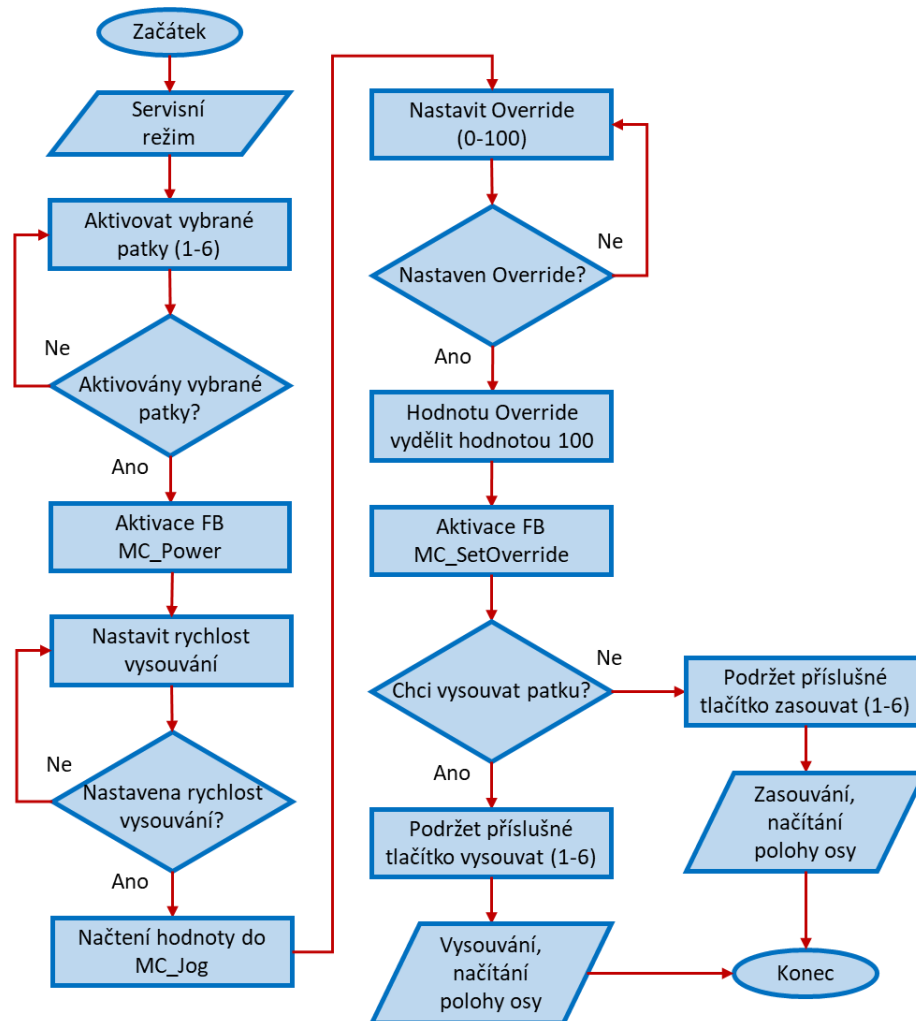 Začátek
Servisní
režim
Aktivovat vybrané
patky (1-6)
Ne
Aktivovány vybrané
patky?
Ano
Aktivace FB
MC_Power
Nastavit rychlost
vysouvání
Ne
Nastavena rychlost
vysouvání?
Ano
Načtení hodnoty do
MC_Jog
Nastavit Override
(0-100)
Ne
Nastaven Override?
Ano
Hodnotu Override
vydělit hodnotou 100
Aktivace FB
MC_SetOverride
Chci vysouvat patku?
Ne
Ano
Podržet příslušné
tlačítko vysouvat (1-6)
Vysouvání,
načítání
polohy osy
Podržet příslušné
tlačítko zasouvat (1-6)
Zasouvání,
načítání
polohy osy
Konec